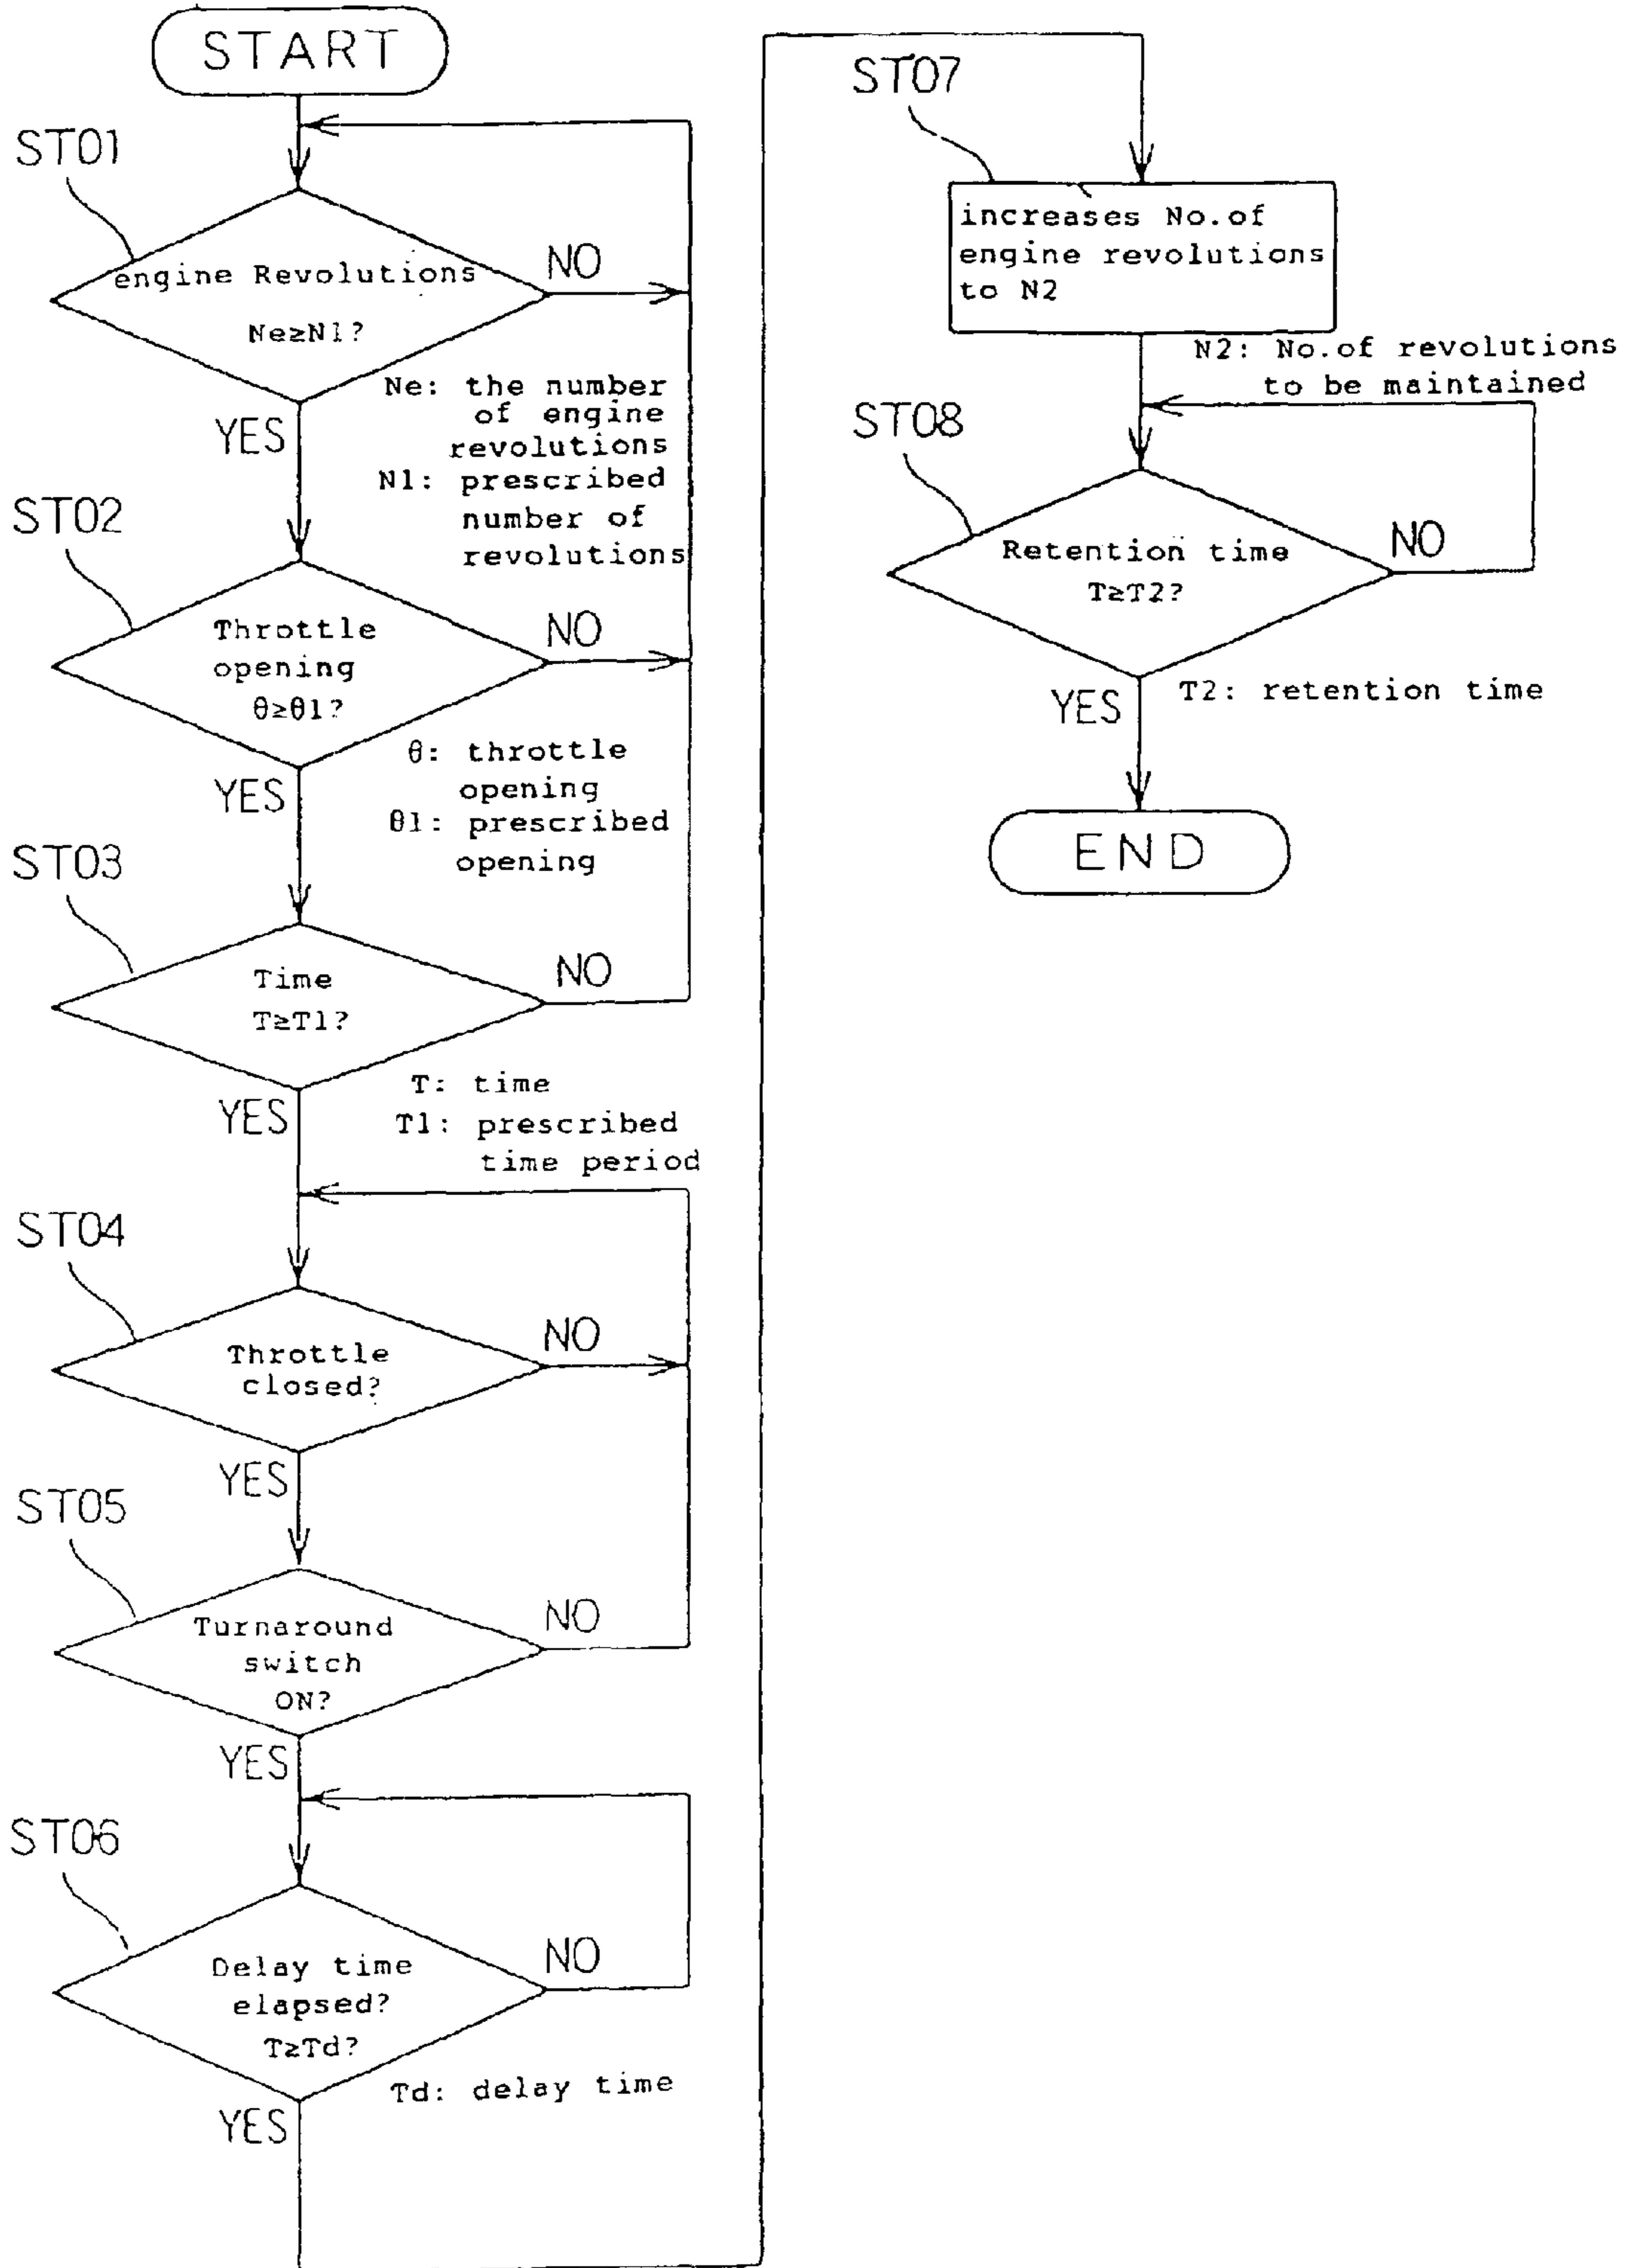 START
ST01
engine Revolutions
Ne≥N1?
NO
YES
Ne: the number
of engine
revolutions
N1: prescribed
number of
revolutions
ST02
Throttle
opening
θ≥θ1?
NO
YES
θ: throttle
opening
θ1: prescribed
opening
ST03
Time
T≥T1?
NO
YES
T: time
T1: prescribed
time period
ST04
Throttle
closed?
NO
YES
ST05
Turnaround
switch
ON?
NO
YES
ST06
Delay time
elapsed?
T≥Td?
NO
YES
Td: delay time
ST07
increases No.of
engine revolutions
to N2
N2: No.of revolutions
to be maintained
ST08
Retention time
T≥T2?
NO
YES
T2: retention time
END